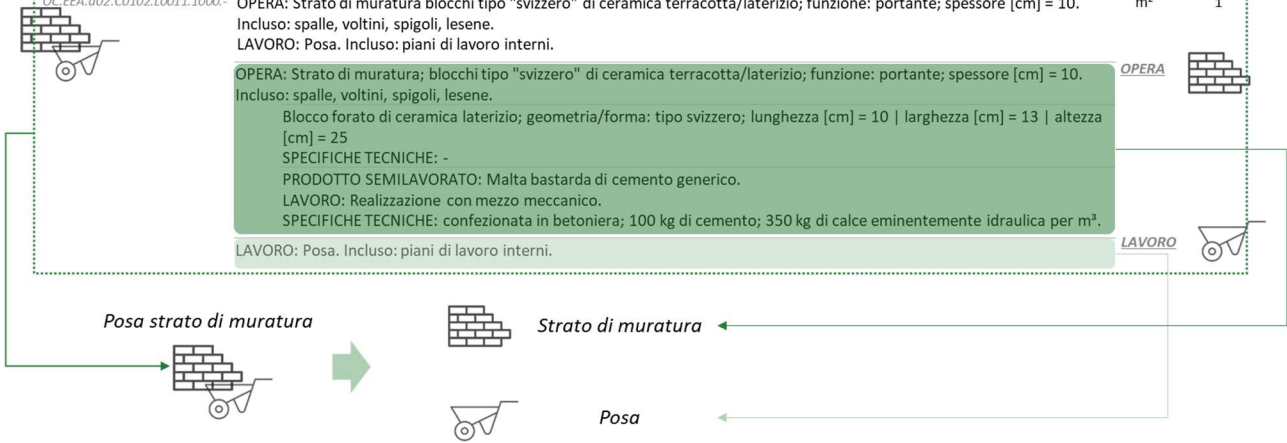 UC.EEA.d02.C0102.L0011.1000.- OPERA: Strato di muratura blocchi tipo "svizzero" di ceramica terracotta/laterizio; funzione: portante; spessore [cm] = 10. m² 1
Incluso: spalle, voltini, spigoli, lesene.
LAVORO: Posa. Incluso: piani di lavoro interni.
OPERA: Strato di muratura; blocchi tipo "svizzero" di ceramica terracotta/laterizio; funzione: portante; spessore [cm] = 10. OPERA
Incluso: spalle, voltini, spigoli, lesene.
Blocco forato di ceramica laterizio; geometria/forma: tipo svizzero; lunghezza [cm] = 10 | larghezza [cm] = 13 | altezza
[cm] = 25
SPECIFICHE TECNICHE: -
PRODOTTO SEMILAVORATO: Malta bastarda di cemento generico.
LAVORO: Realizzazione con mezzo meccanico.
SPECIFICHE TECNICHE: confezionata in betoniera; 100 kg di cemento; 350 kg di calce eminentemente idraulica per m³.
LAVORO: Posa. Incluso: piani di lavoro interni. LAVORO
Posa strato di muratura
Strato di muratura
Posa